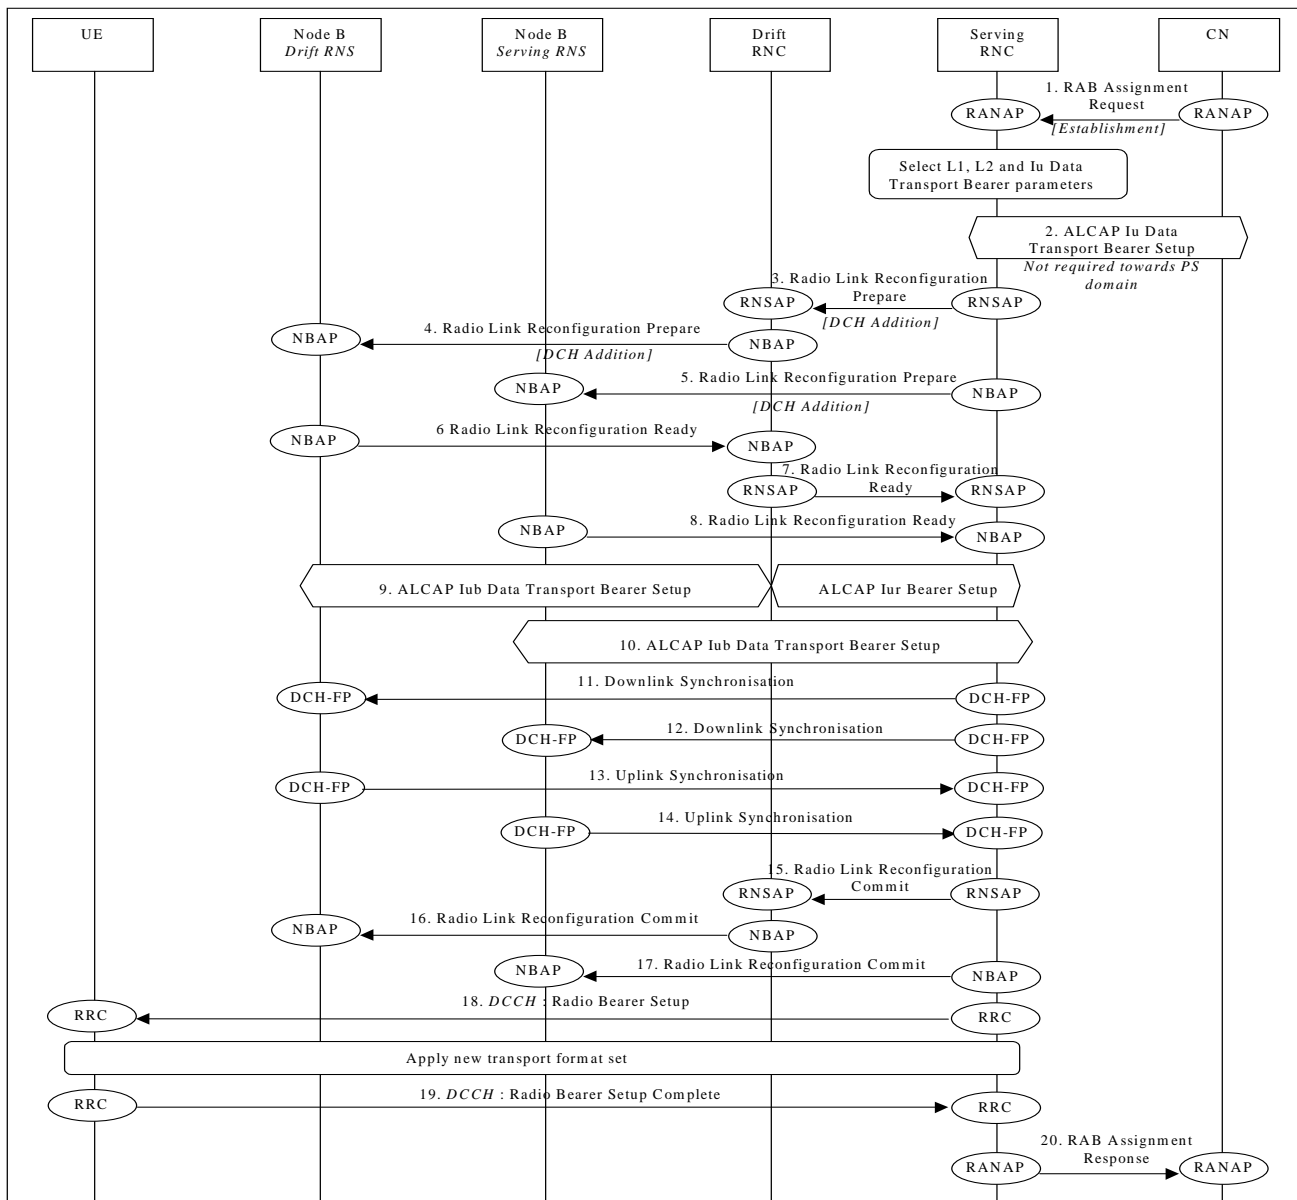 UE
Node B
Drift RNS
Node B
Serving RNS
Drift
RNC
Serving
RNC
CN
1. RAB Assignment
Request
RANAP
RANAP
[Establishment]
Select L1, L2 and Iu Data
Transport Bearer parameters
2. ALCAP Iu Data
Transport Bearer Setup
Not required towards PS
domain
3. Radio Link Reconfiguration
Prepare
RNSAP
RNSAP
[DCH Addition]
4. Radio Link Reconfiguration Prepare
NBAP
NBAP
[DCH Addition]
5. Radio Link Reconfiguration Prepare
NBAP
NBAP
[DCH Addition]
6 Radio Link Reconfiguration Ready
NBAP
NBAP
7. Radio Link Reconfiguration
Ready
RNSAP
RNSAP
8. Radio Link Reconfiguration Ready
NBAP
NBAP
9. ALCAP Iub Data Transport Bearer Setup
ALCAP Iur Bearer Setup
10. ALCAP Iub Data Transport Bearer Setup
11. Downlink Synchronisation
DCH-FP
DCH-FP
12. Downlink Synchronisation
DCH-FP
DCH-FP
13. Uplink Synchronisation
DCH-FP
DCH-FP
14. Uplink Synchronisation
DCH-FP
DCH-FP
15. Radio Link Reconfiguration
Commit
RNSAP
RNSAP
16. Radio Link Reconfiguration Commit
NBAP
NBAP
17. Radio Link Reconfiguration Commit
NBAP
NBAP
18. DCCH : Radio Bearer Setup
RRC
RRC
Apply new transport format set
19. DCCH : Radio Bearer Setup Complete
RRC
RRC
20. RAB Assignment
Response
RANAP
RANAP